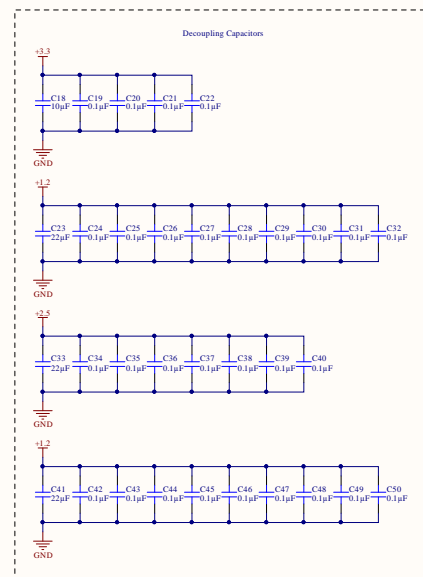 Decoupling Capacitors
+3.3
C18 C19 C20 C21 C22
10µF 0.1µF 0.1µF 0.1µF 0.1µF
GND
+1.2
C23 C24 C25 C26 C27 C28 C29 C30 C31 C32
22µF 0.1µF 0.1µF 0.1µF 0.1µF 0.1µF 0.1µF 0.1µF 0.1µF 0.1µF
GND
+2.5
C33 C34 C35 C36 C37 C38 C39 C40
22µF 0.1µF 0.1µF 0.1µF 0.1µF 0.1µF 0.1µF 0.1µF
GND
+1.2
C41 C42 C43 C44 C45 C46 C47 C48 C49 C50
22µF 0.1µF 0.1µF 0.1µF 0.1µF 0.1µF 0.1µF 0.1µF 0.1µF 0.1µF
GND